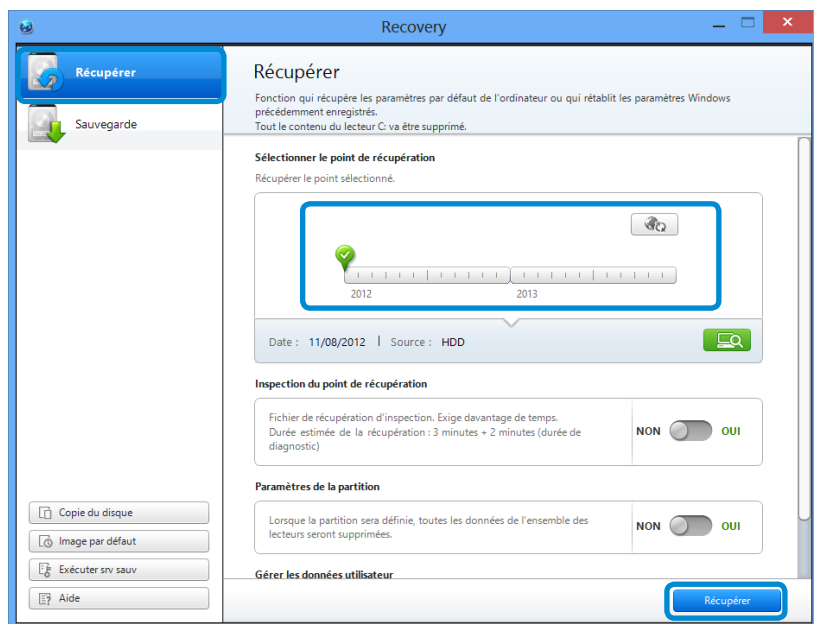 Recovery
Récupérer
Sauvegarde
Copie du disque
Image par défaut
Exécuter srv sauv
Aide
Récupérer
Fonction qui récupère les paramètres par défaut de l'ordinateur ou qui rétablit les paramètres Windows
précédemment enregistrés.
Tout le contenu du lecteur C: va être supprimé.
Sélectionner le point de récupération
Récupérer le point sélectionné.
2012 2013
Date : 11/08/2012 | Source : HDD
Inspection du point de récupération
Fichier de récupération d'inspection. Exige davantage de temps.
Durée estimée de la récupération : 3 minutes + 2 minutes (durée de
diagnostic)
NON OUI
Paramètres de la partition
Lorsque la partition sera définie, toutes les données de l'ensemble des
lecteurs seront supprimées.
NON OUI
Gérer les données utilisateur
Récupérer